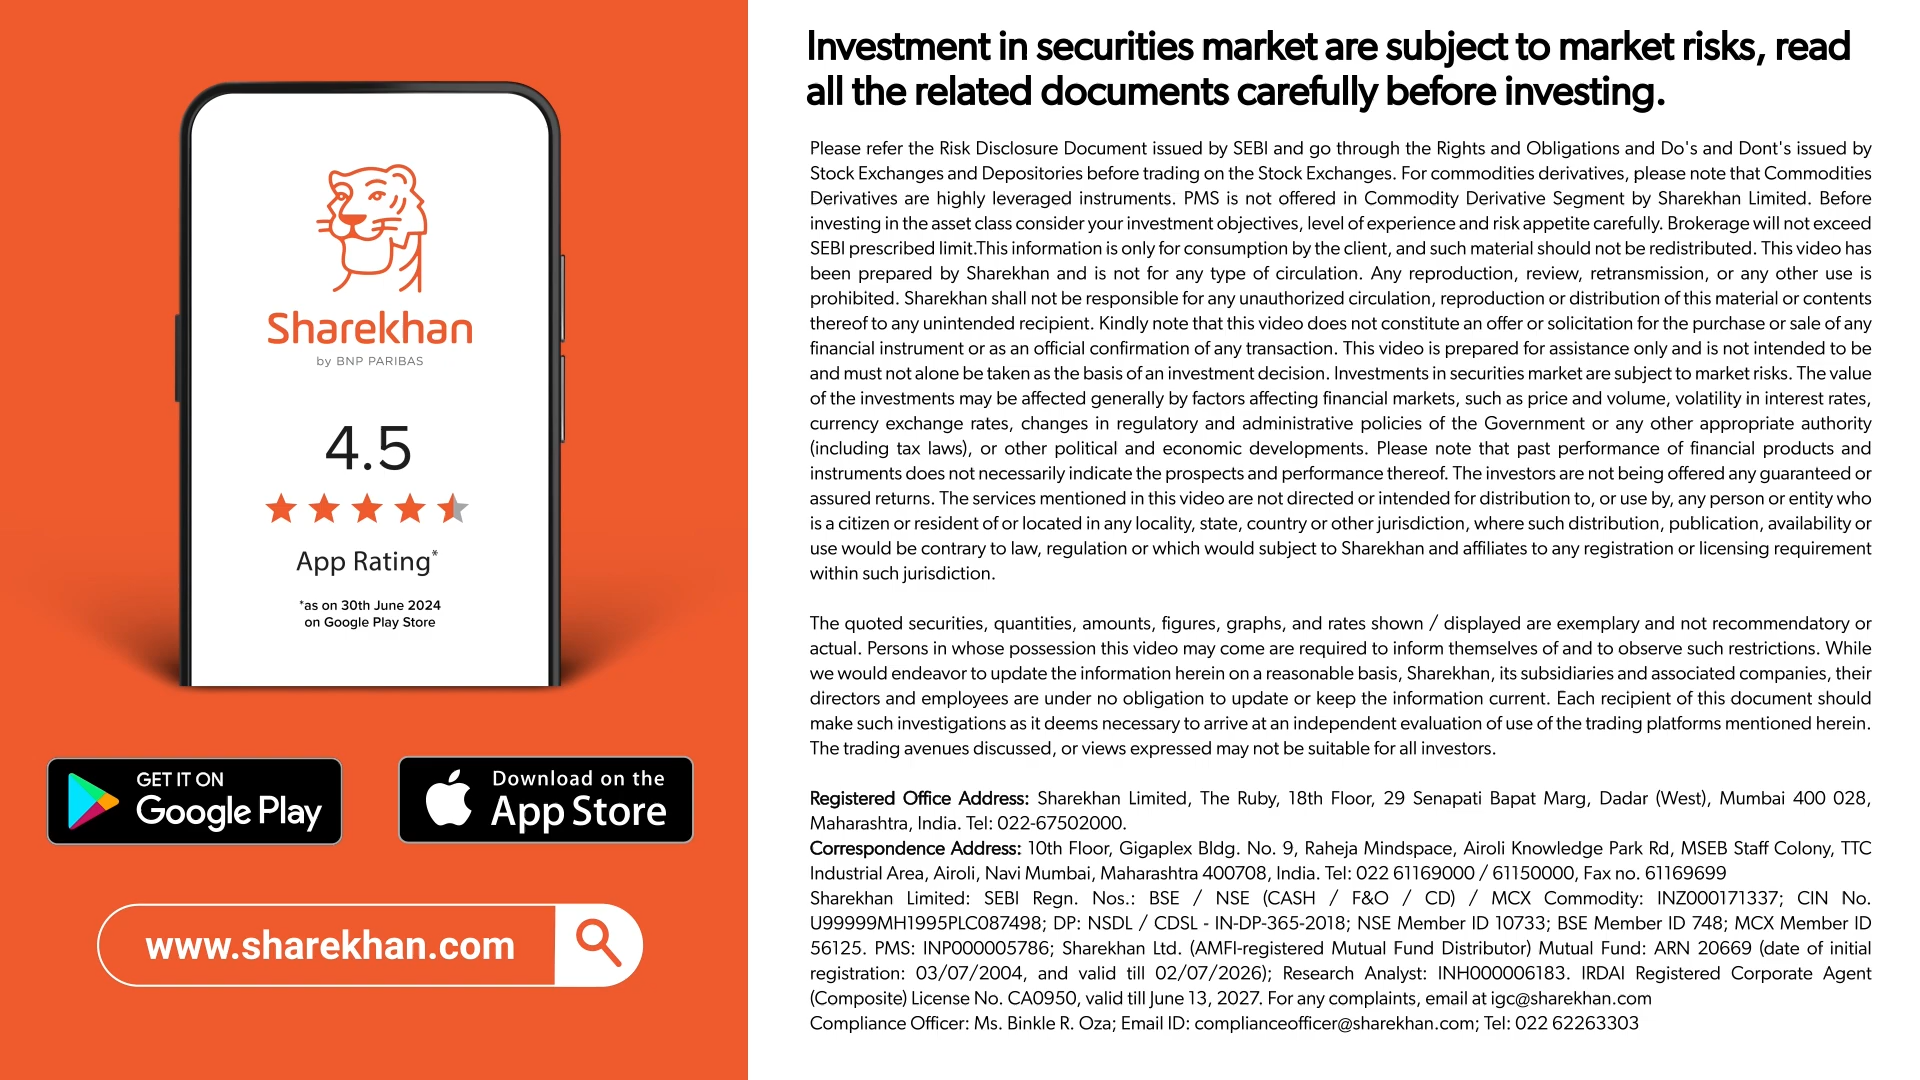 Sharekhan
by BNP PARIBAS
4.5
App Rating*
*as on 30th June 2024
on Google Play Store
GET IT ON
Google Play
Download on the
App Store
www.sharekhan.com
Investment in securities market are subject to market risks, read
all the related documents carefully before investing.
Please refer the Risk Disclosure Document issued by SEBI and go through the Rights and Obligations and Do's and Dont's issued by
Stock Exchanges and Depositories before trading on the Stock Exchanges. For commodities derivatives, please note that Commodities
Derivatives are highly leveraged instruments. PMS is not offered in Commodity Derivative Segment by Sharekhan Limited. Before
investing in the asset class consider your investment objectives, level of experience and risk appetite carefully. Brokerage will not exceed
SEBI prescribed limit.This information is only for consumption by the client, and such material should not be redistributed. This video has
been prepared by Sharekhan and is not for any type of circulation. Any reproduction, review, retransmission, or any other use is
prohibited. Sharekhan shall not be responsible for any unauthorized circulation, reproduction or distribution of this material or contents
thereof to any unintended recipient. Kindly note that this video does not constitute an offer or solicitation for the purchase or sale of any
financial instrument or as an official confirmation of any transaction. This video is prepared for assistance only and is not intended to be
and must not alone be taken as the basis of an investment decision. Investments in securities market are subject to market risks. The value
of the investments may be affected generally by factors affecting financial markets, such as price and volume, volatility in interest rates,
currency exchange rates, changes in regulatory and administrative policies of the Government or any other appropriate authority
(including tax laws), or other political and economic developments. Please note that past performance of financial products and
instruments does not necessarily indicate the prospects and performance thereof. The investors are not being offered any guaranteed or
assured returns. The services mentioned in this video are not directed or intended for distribution to, or use by, any person or entity who
is a citizen or resident of or located in any locality, state, country or other jurisdiction, where such distribution, publication, availability or
use would be contrary to law, regulation or which would subject to Sharekhan and affiliates to any registration or licensing requirement
within such jurisdiction.
The quoted securities, quantities, amounts, figures, graphs, and rates shown / displayed are exemplary and not recommendatory or
actual. Persons in whose possession this video may come are required to inform themselves of and to observe such restrictions. While
we would endeavor to update the information herein on a reasonable basis, Sharekhan, its subsidiaries and associated companies, their
directors and employees are under no obligation to update or keep the information current. Each recipient of this document should
make such investigations as it deems necessary to arrive at an independent evaluation of use of the trading platforms mentioned herein.
The trading avenues discussed, or views expressed may not be suitable for all investors.
Registered Office Address: Sharekhan Limited, The Ruby, 18th Floor, 29 Senapati Bapat Marg, Dadar (West), Mumbai 400 028,
Maharashtra, India. Tel: 022-67502000.
Correspondence Address: 10th Floor, Gigaplex Bldg. No. 9, Raheja Mindspace, Airoli Knowledge Park Rd, MSEB Staff Colony, TTC
Industrial Area, Airoli, Navi Mumbai, Maharashtra 400708, India. Tel: 022 61169000 / 61150000, Fax no. 61169699
Sharekhan Limited: SEBI Regn. Nos.: BSE / NSE (CASH / F&O / CD) / MCX Commodity: INZ000171337; CIN No.
U99999MH1995PLC087498; DP: NSDL / CDSL - IN-DP-365-2018; NSE Member ID 10733; BSE Member ID 748; MCX Member ID
56125. PMS: INP000005786; Sharekhan Ltd. (AMFI-registered Mutual Fund Distributor) Mutual Fund: ARN 20669 (date of initial
registration: 03/07/2004, and valid till 02/07/2026); Research Analyst: INH000006183. IRDAI Registered Corporate Agent
(Composite) License No. CA0950, valid till June 13, 2027. For any complaints, email at igc@sharekhan.com
Compliance Officer: Ms. Binkle R. Oza; Email ID: complianceofficer@sharekhan.com; Tel: 022 62263303